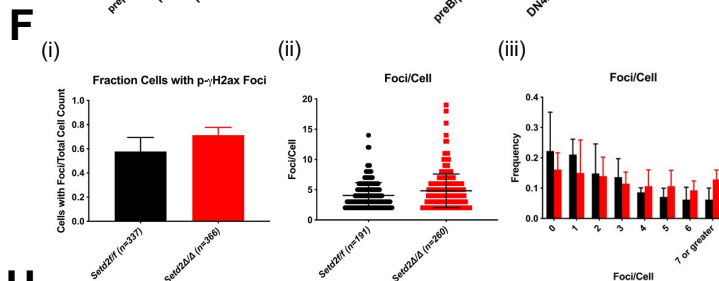 preB/
DN4
F
(i)
(ii)
(iii)
Fraction Cells with p-γH2ax Foci
Cells with Foci/Total Cell Count
1.0
0.8
0.6
0.4
0.2
0.0
Setd2f/f (n=337)
Setd2Δ/Δ (n=366)
Foci/Cell
Foci/Cell
20
15
10
5
0
Setd2f/f (n=191)
Setd2Δ/Δ (n=260)
Foci/Cell
Frequency
0.4
0.3
0.2
0.1
0.0
0
1
2
3
4
5
6
7 or greater
Foci/Cell